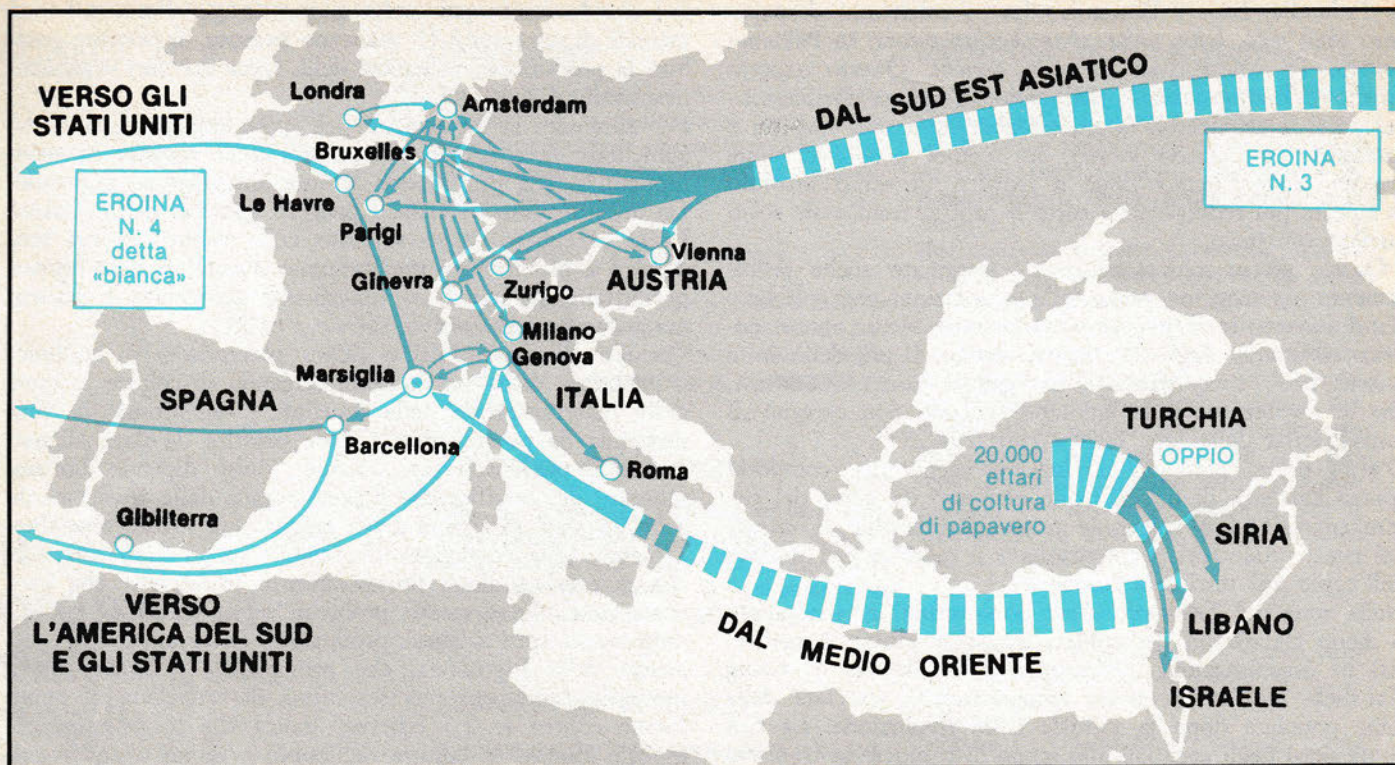 VERSO GLI
STATI UNITI
Londra
Amsterdam
DAL SUD EST ASIATICO
Bruxelles
EROINA
N. 3
EROINA
N. 4
detta
«bianca»
Le Havre
Parigi
Vienna
AUSTRIA
Ginevra
Zurigo
Milano
Genova
Marsiglia
SPAGNA
ITALIA
Barcellona
TURCHIA
OPPIO
20.000
ettari
di coltura
di papavero
Roma
Gibilterra
SIRIA
VERSO
L'AMERICA DEL SUD
E GLI STATI UNITI
DAL MEDIO ORIENTE
LIBANO
ISRAELE